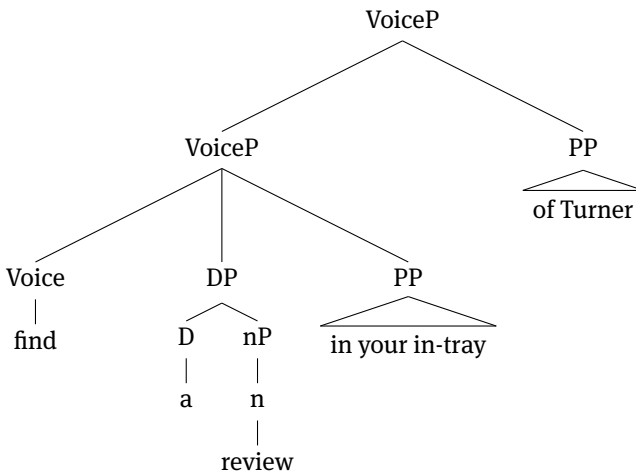 VoiceP
VoiceP PP
of Turner
Voice DP PP
find D nP in your in-tray
a n
review